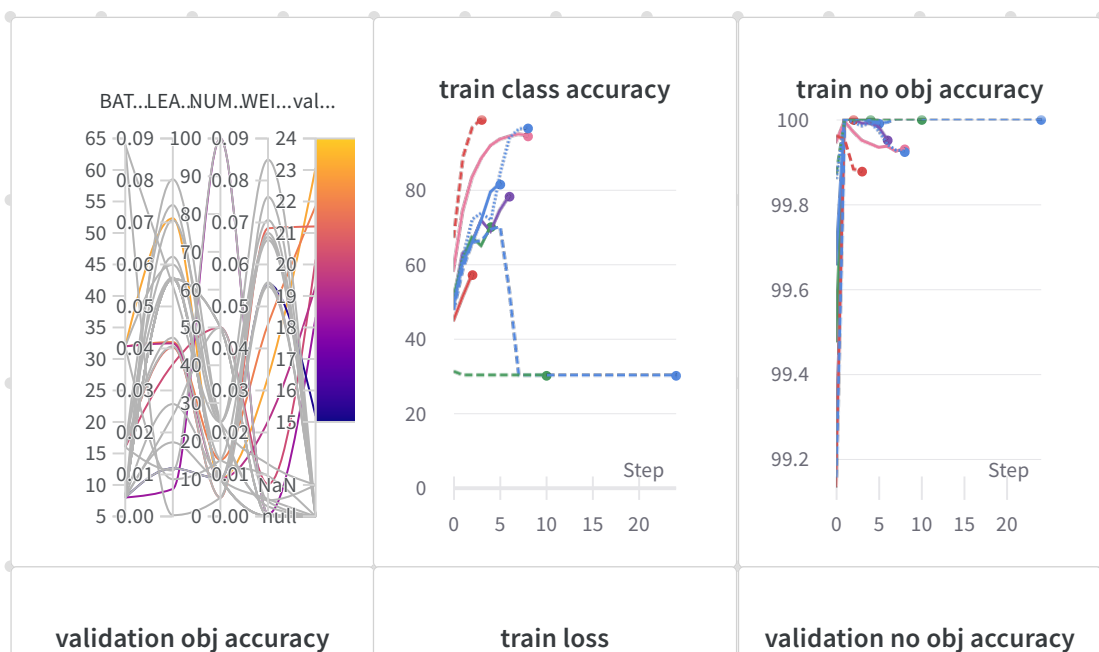 BAT...LEA...NUM...WEI...val...
65 0.09 100 0.09 24
60 0.08 90 0.08 23
55 0.07 80 0.07 22
50 21
45 0.06 70 0.06 20
40 0.05 60 0.05 19
35 50 18
30 0.04 40 0.04 17
25 0.03 30 0.03 16
20 0.02 20 0.02 15
15
10 0.01 10 0.01 NaN
5 0.00 0 0.00 null
train class accuracy
80
60
40
20
0
Step
0 5 10 15 20
train no obj accuracy
100
99.8
99.6
99.4
99.2
Step
0 5 10 15 20
validation obj accuracy
train loss
validation no obj accuracy